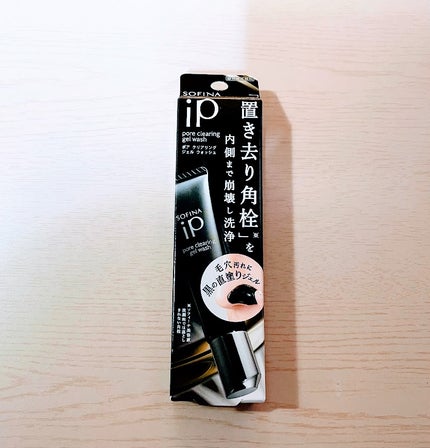 SOFINA
iP
pore clearing
gel wash
ポア クリアリング
ジェル ウォッシュ
置き去り角栓」※を
内側まで崩壊し洗浄
SOFINA
iP
pore clearing
gel wash
毛穴汚れに
黒の直塗りジェル